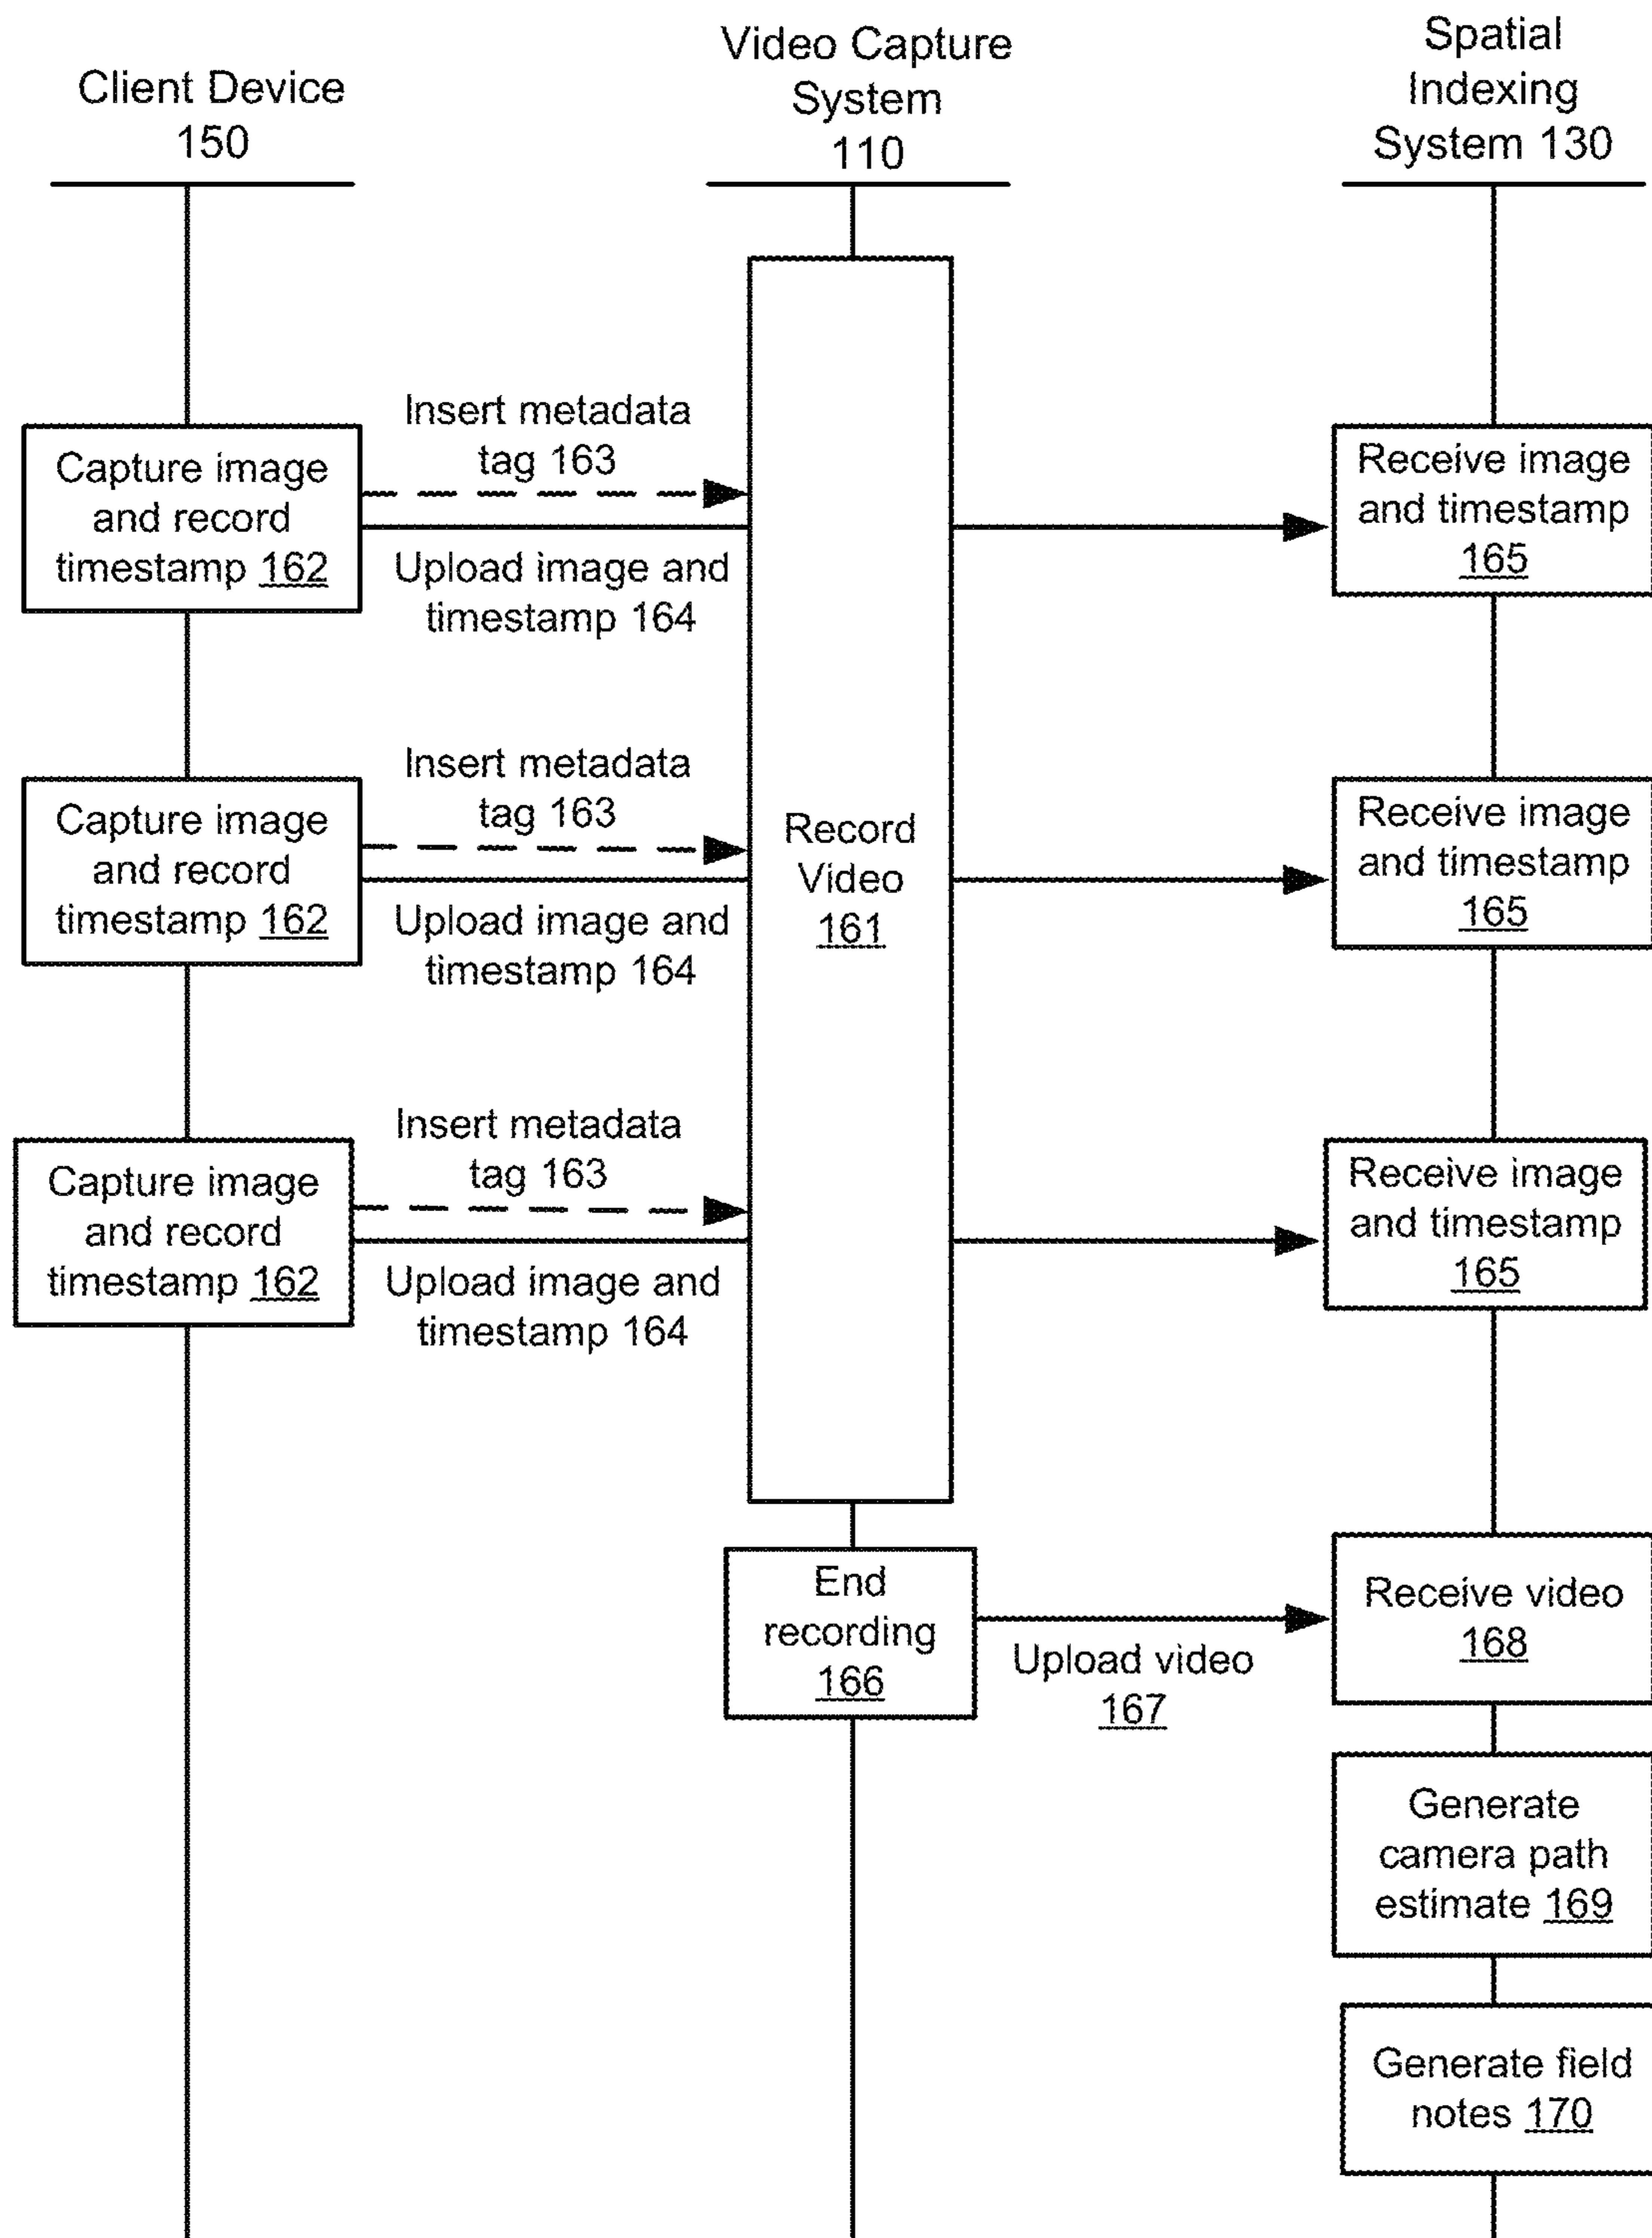 Client Device
150
Video Capture
System
110
Spatial
Indexing
System 130
Capture image
and record
timestamp 162
Insert metadata
tag 163
Upload image and
timestamp 164
Receive image
and timestamp
165
Capture image
and record
timestamp 162
Insert metadata
tag 163
Upload image and
timestamp 164
Record
Video
161
Receive image
and timestamp
165
Capture image
and record
timestamp 162
Insert metadata
tag 163
Upload image and
timestamp 164
Receive image
and timestamp
165
End
recording
166
Upload video
167
Receive video
168
Generate
camera path
estimate 169
Generate field
notes 170